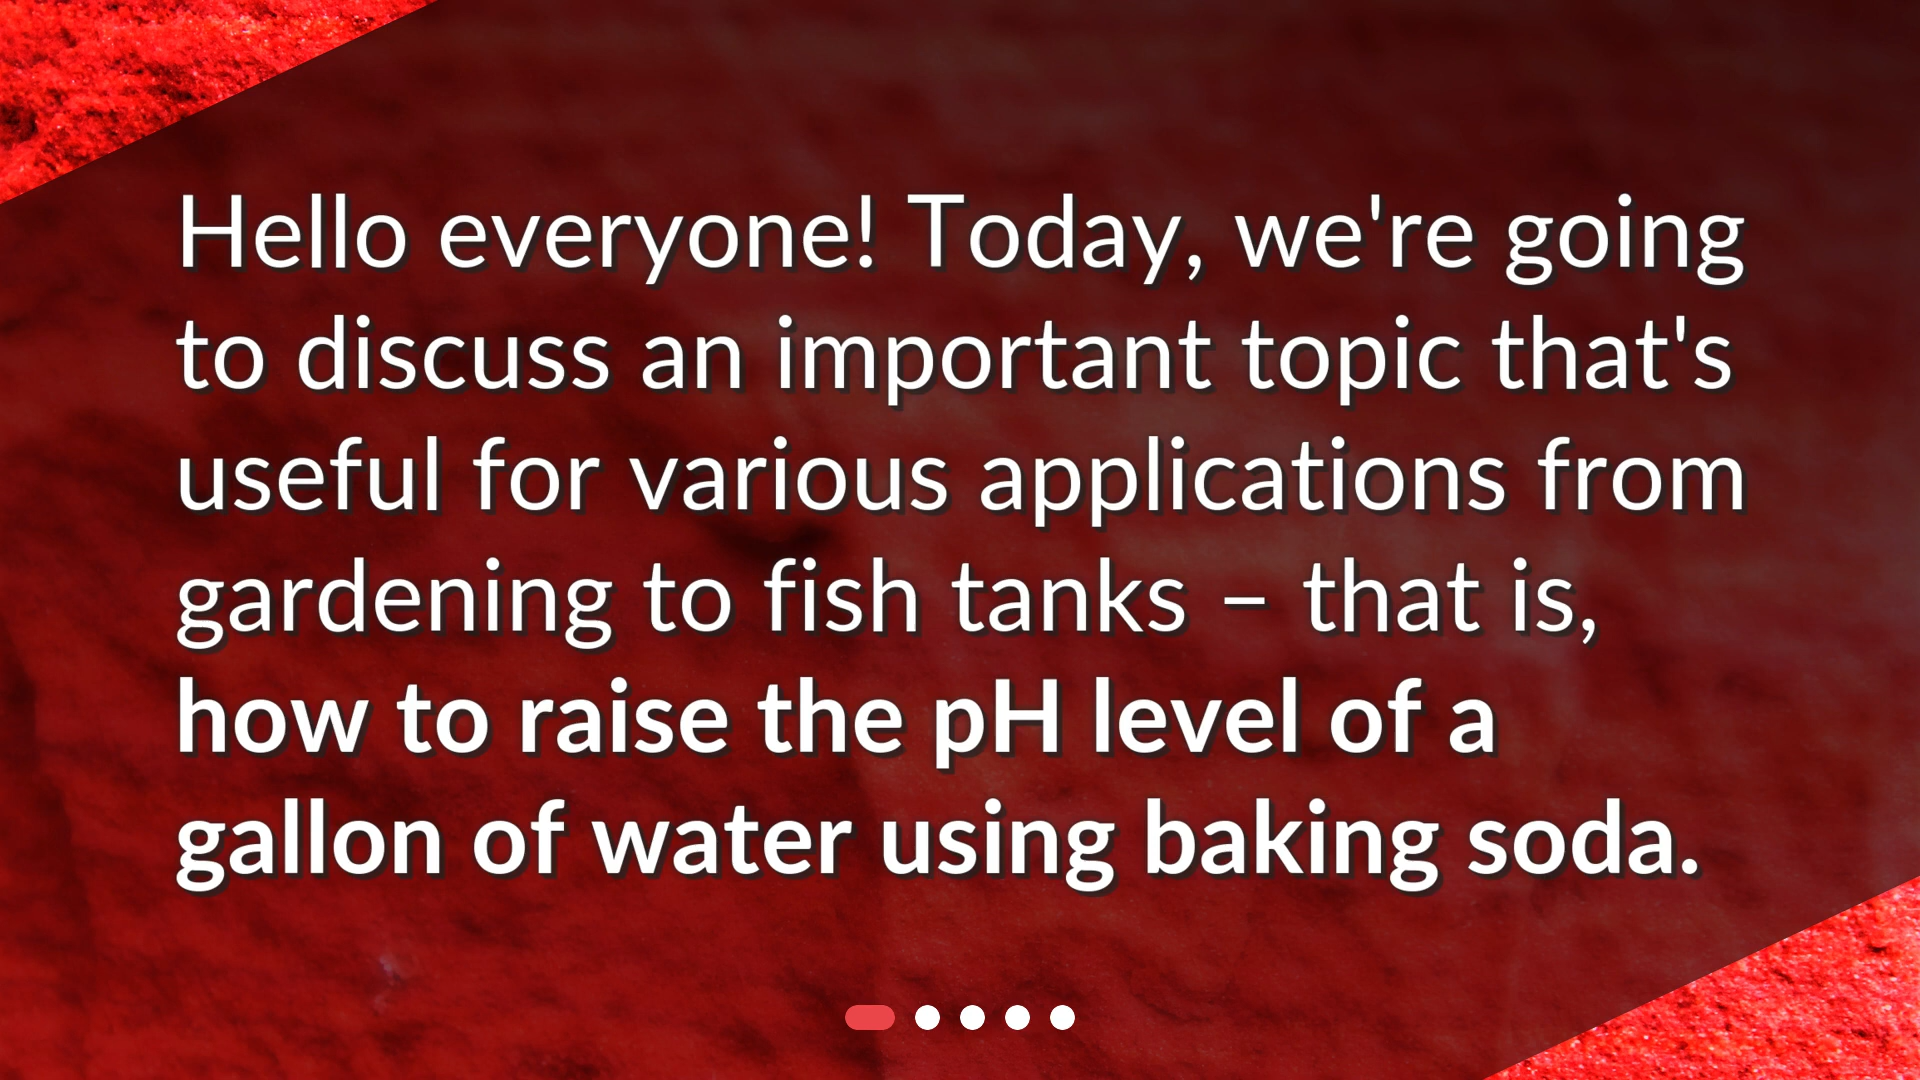 Hello everyone! Today, we're going
to discuss an important topic that's
useful for various applications from
gardening to fish tanks – that is,
how to raise the pH level of a
gallon of water using baking soda.